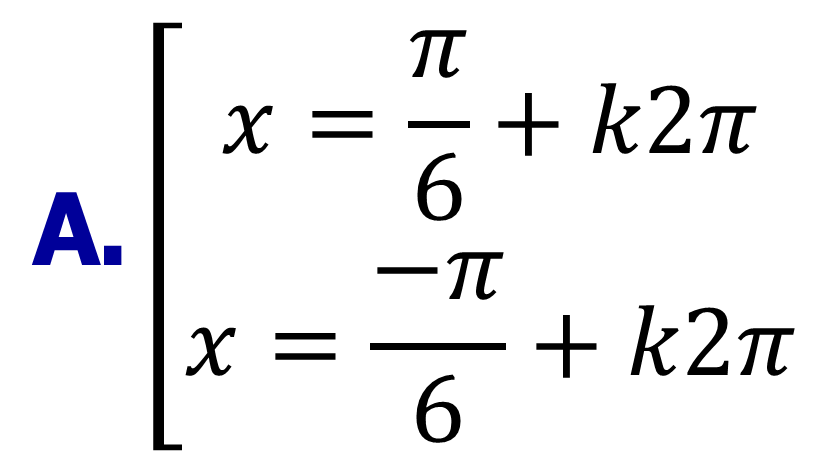 A. [ x = π/6 + k2π
x = −π/6 + k2π